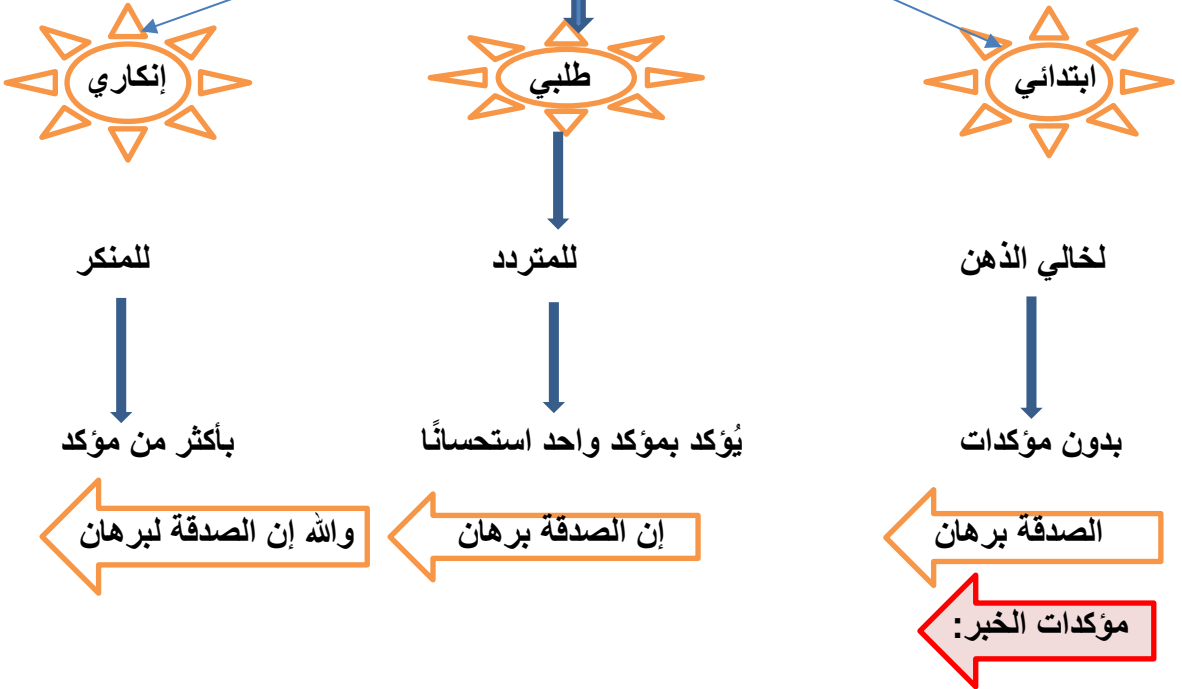 ابتدائي
طلبي
إنكاري
لخالي الذهن
للمتردد
للمنكر
بدون مؤكدات
يُؤكد بمؤكد واحد استحسانًا
بأكثر من مؤكد
الصدقة برهان
إن الصدقة برهان
والله إن الصدقة لبرهان
مؤكدات الخبر: